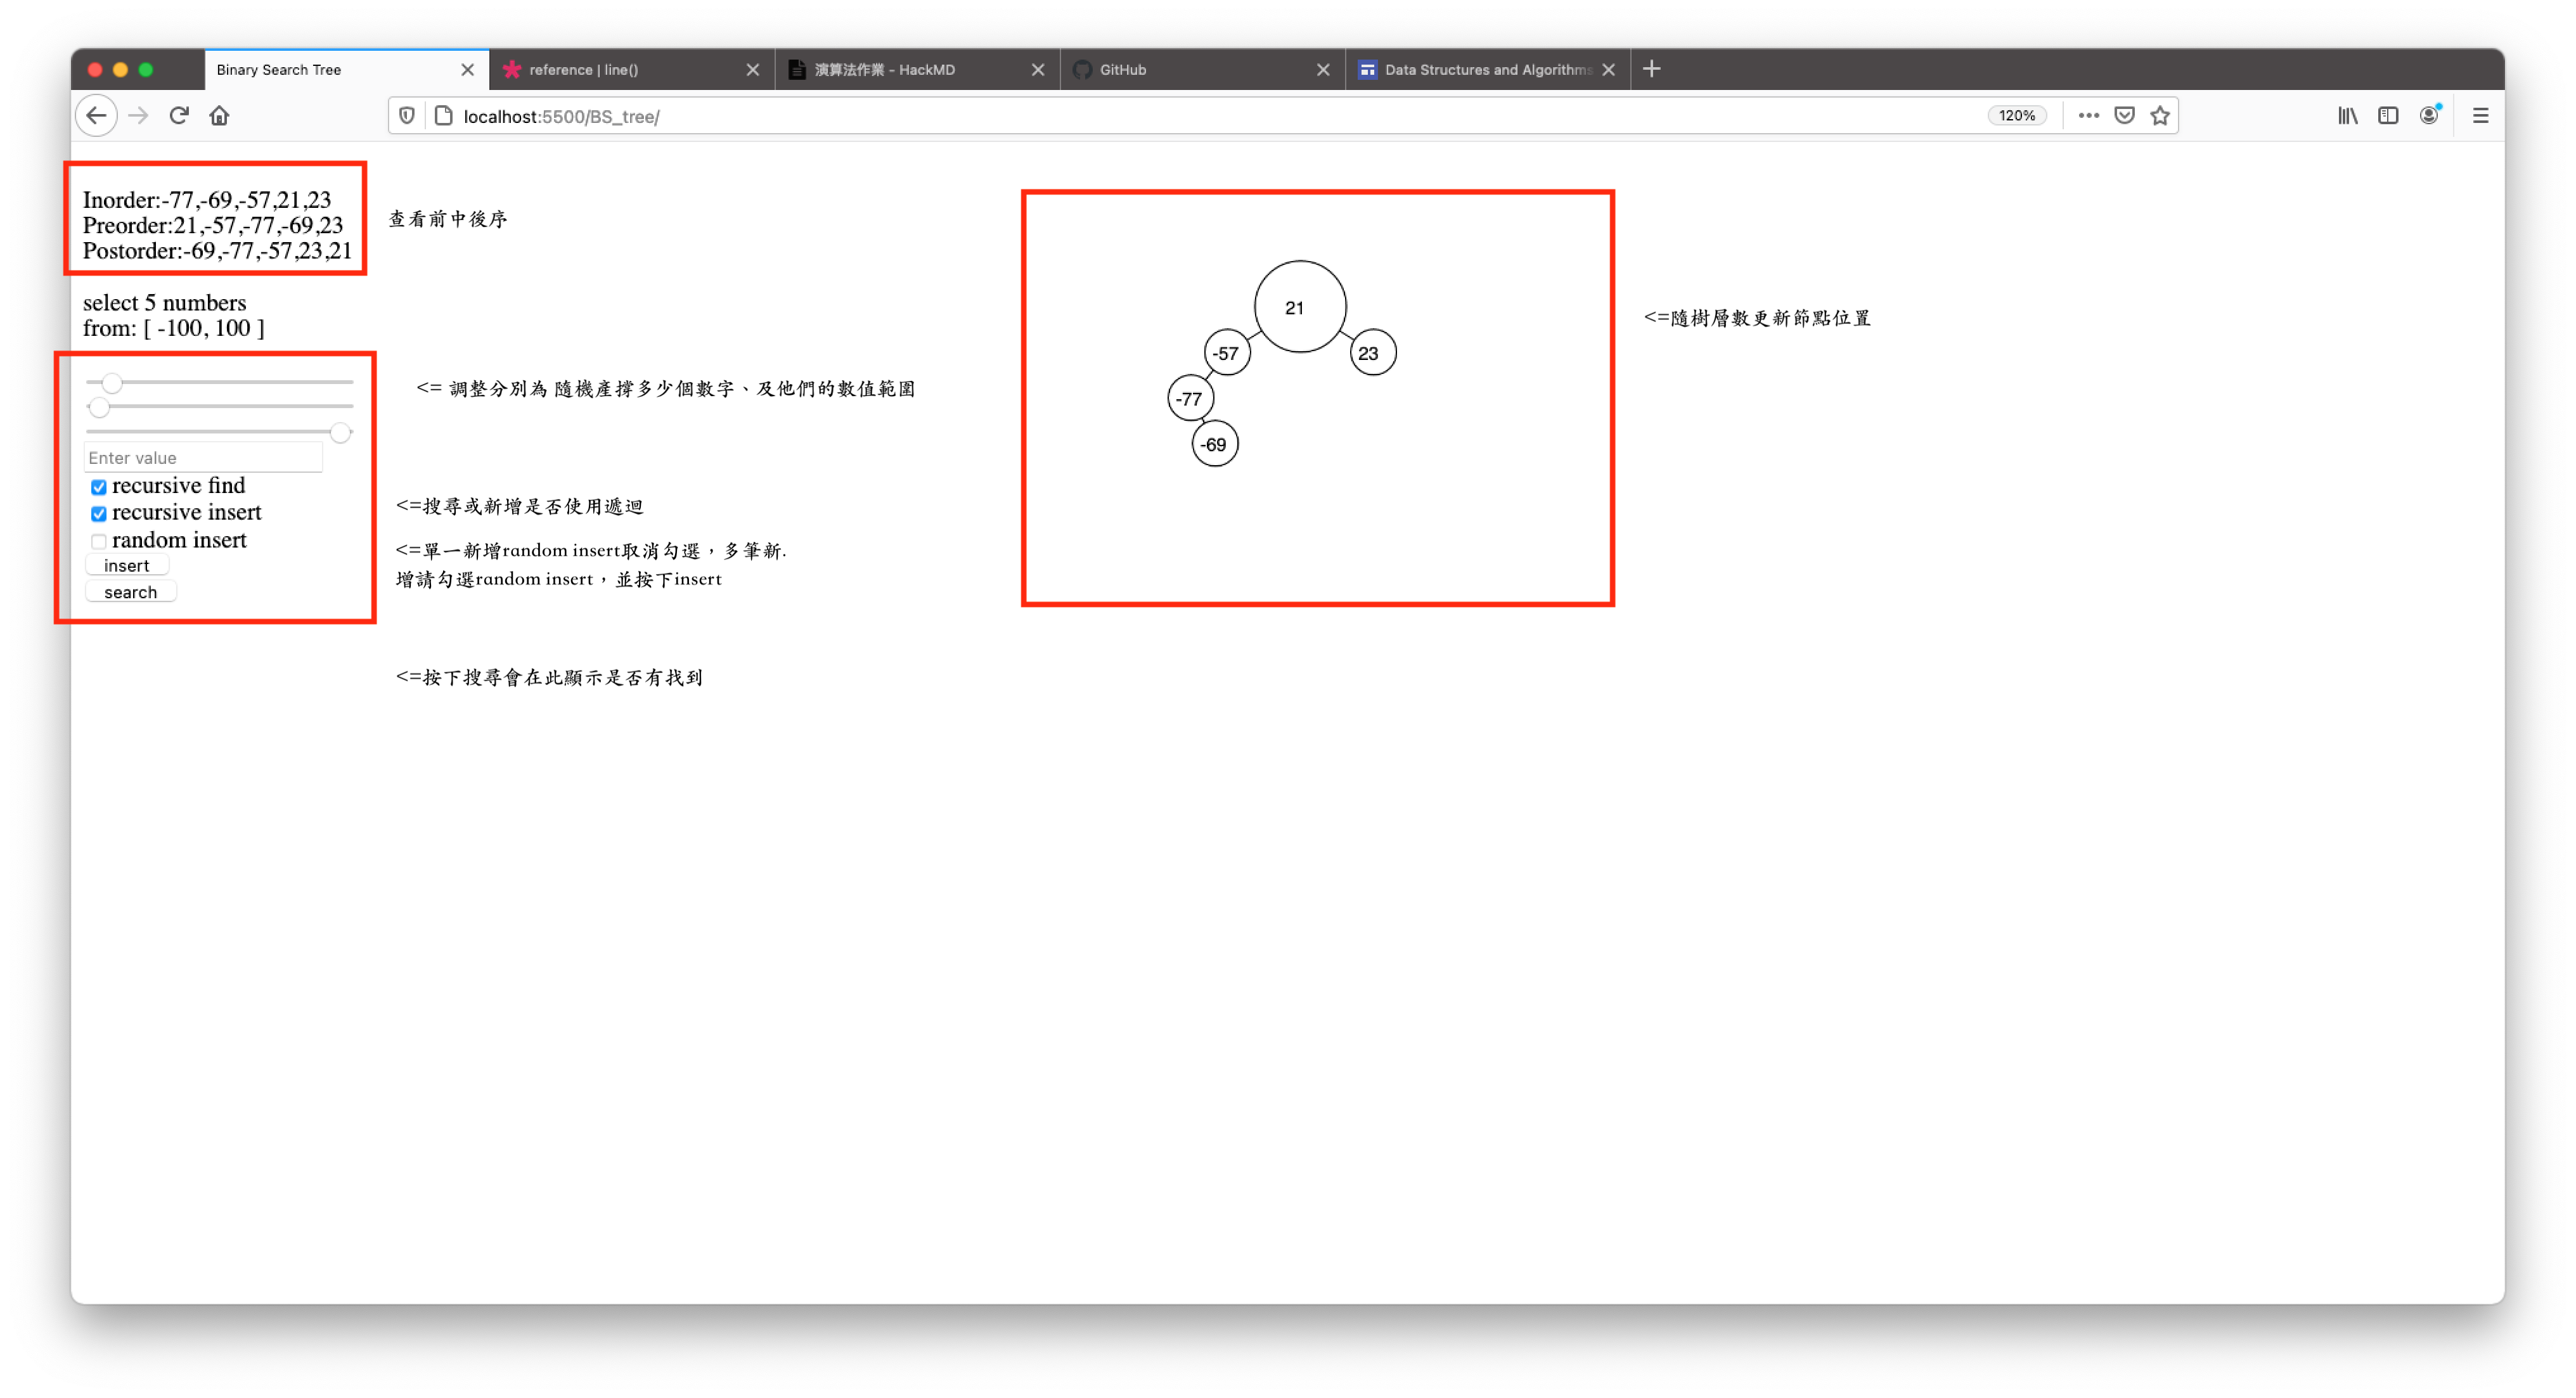 Binary Search Tree
reference | line()
演算法作業 - HackMD
GitHub
Data Structures and Algorithms
localhost:5500/BS_tree/
120%
Inorder:-77,-69,-57,21,23
Preorder:21,-57,-77,-69,23
Postorder:-69,-77,-57,23,21
查看前中後序
select 5 numbers
from: [ -100, 100 ]
<= 調整分別為 隨機產撐多少個數字、及他們的數值範圍
Enter value
recursive find
recursive insert
random insert
insert
search
<=搜尋或新增是否使用遞迴
<=單一新增random insert取消勾選，多筆新.
增請勾選random insert，並按下insert
<=按下搜尋會在此顯示是否有找到
21
-57
23
-77
-69
<=隨樹層數更新節點位置